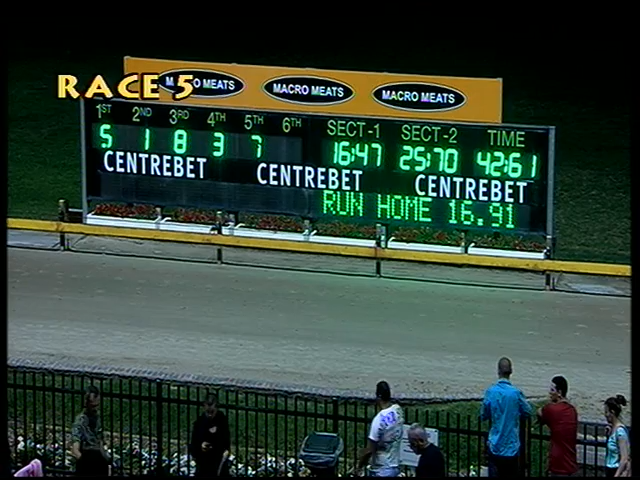 RACE 5
MACRO MEATS MACRO MEATS MACRO MEATS
1ST 2ND 3RD 4TH 5TH 6TH SECT-1 SECT-2 TIME
5 1 8 3 7 16:47 25:70 42:61
CENTREBET CENTREBET CENTREBET
RUN HOME 16.91